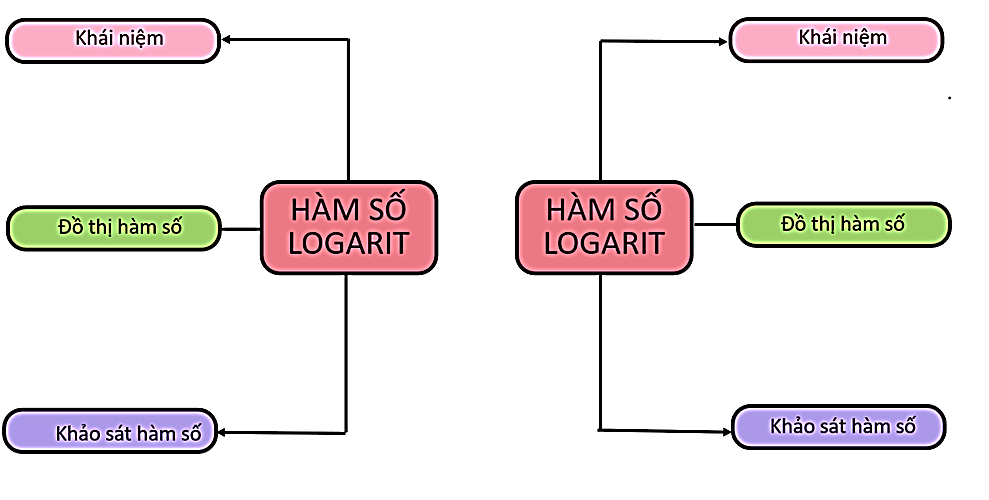 Khái niệm
Đồ thị hàm số
HÀM SỐ
LOGARIT
Khảo sát hàm số
Khái niệm
HÀM SỐ
LOGARIT
Đồ thị hàm số
Khảo sát hàm số